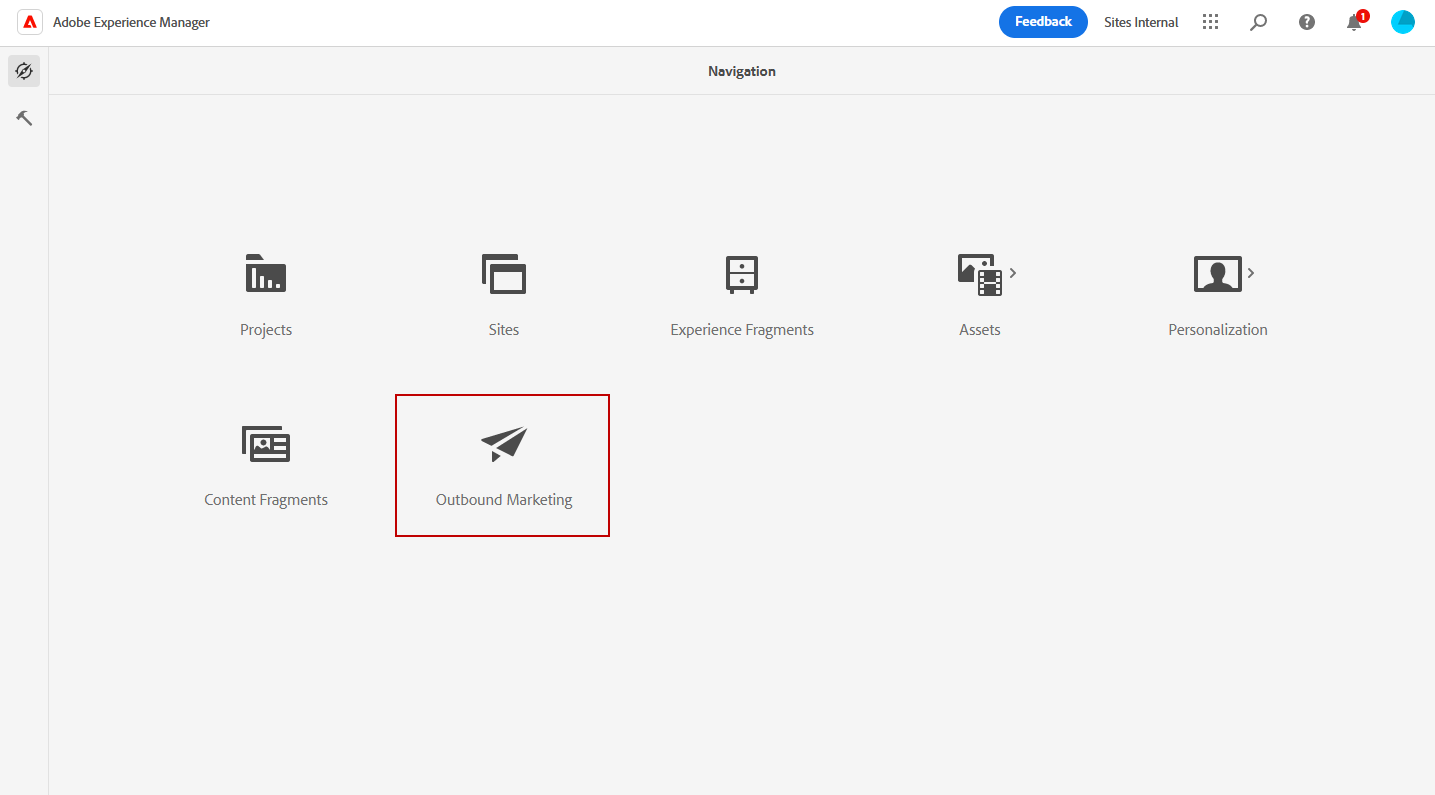 Adobe Experience Manager
Feedback
Sites Internal
1
Navigation
Projects
Sites
Experience Fragments
Assets
Personalization
Content Fragments
Outbound Marketing